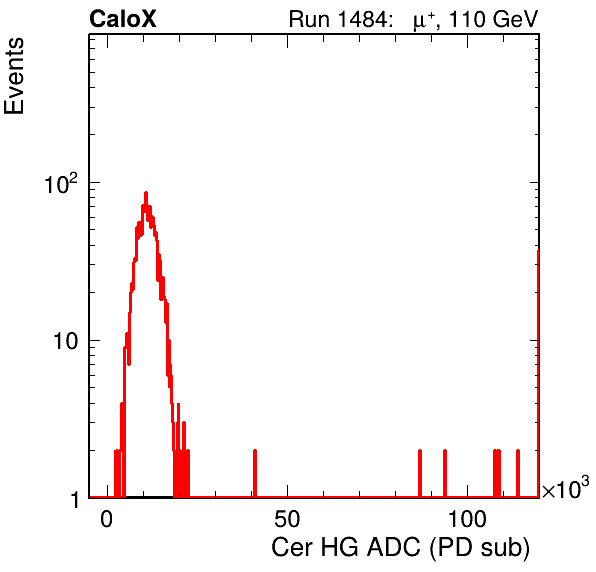 CaloX Run 1484: μ⁺, 110 GeV
Events
10²
10
1
0 50 100 ×10³
Cer HG ADC (PD sub)